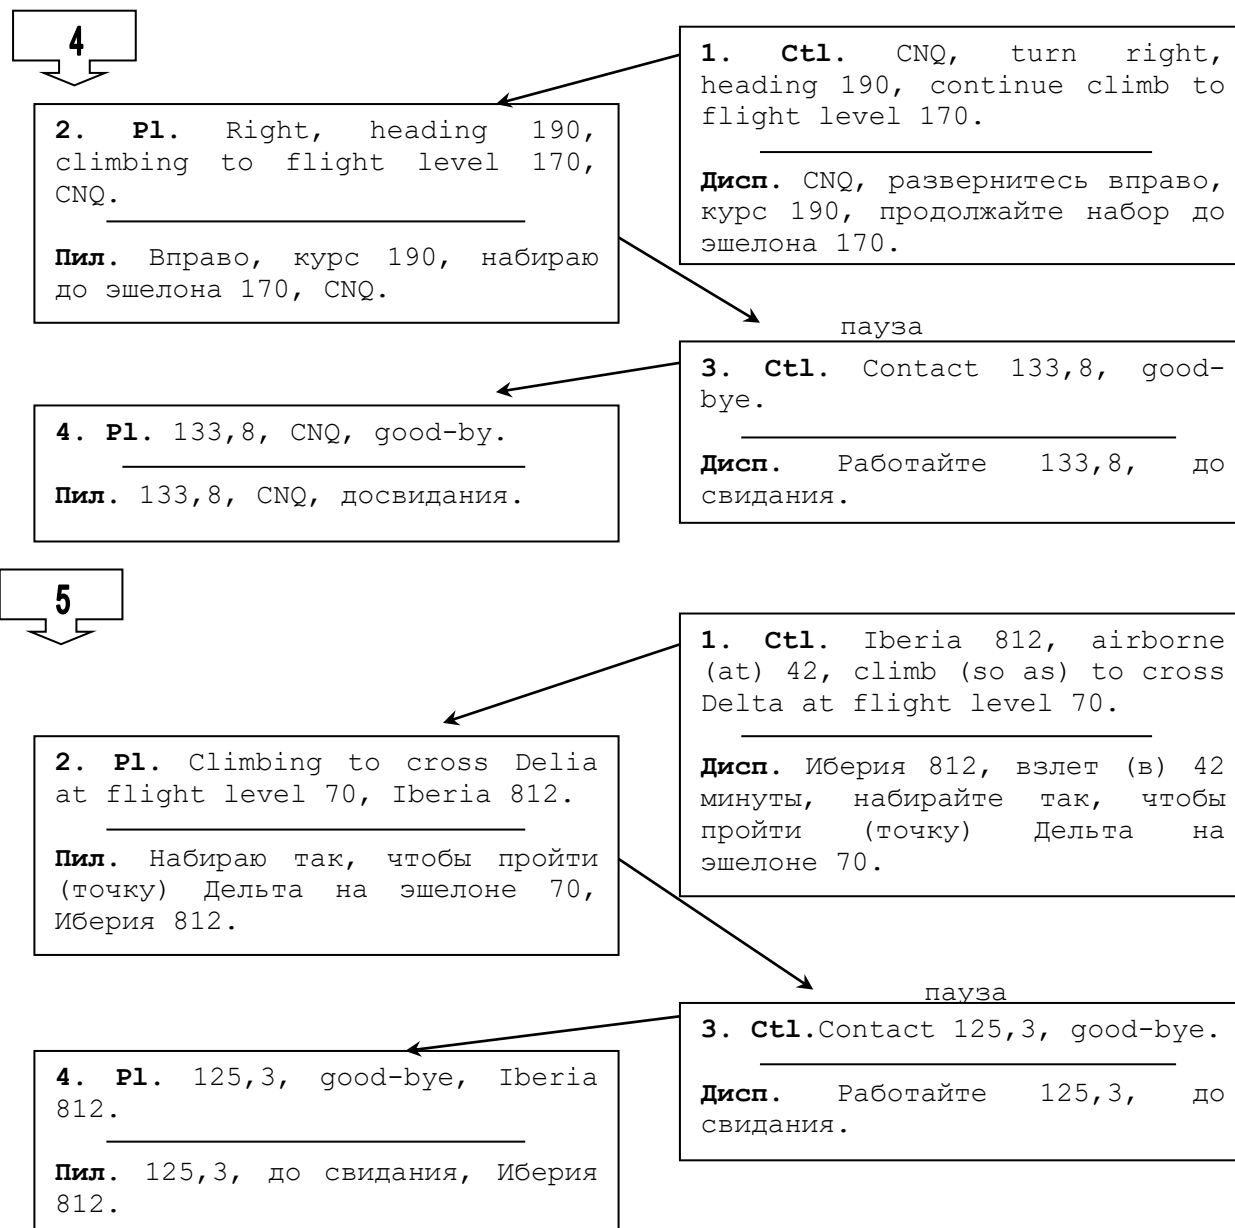 4
1. Ctl. CNQ, turn right,
heading 190, continue climb to
flight level 170.
Дисп. CNQ, развернитесь вправо,
курс 190, продолжайте набор до
эшелона 170.
2. Pl. Right, heading 190,
climbing to flight level 170,
CNQ.
Пил. Вправо, курс 190, набираю
до эшелона 170, CNQ.
пауза
3. Ctl. Contact 133,8, good-
bye.
Дисп. Работайте 133,8, до
свидания.
4. Pl. 133,8, CNQ, good-by.
Пил. 133,8, CNQ, досвидания.
5
1. Ctl. Iberia 812, airborne
(at) 42, climb (so as) to cross
Delta at flight level 70.
Дисп. Иберия 812, взлет (в) 42
минуты, набирайте так, чтобы
пройти (точку) Дельта на
эшелоне 70.
2. Pl. Climbing to cross Delia
at flight level 70, Iberia 812.
Пил. Набираю так, чтобы пройти
(точку) Дельта на эшелоне 70,
Иберия 812.
пауза
3. Ctl.Contact 125,3, good-bye.
Дисп. Работайте 125,3, до
свидания.
4. Pl. 125,3, good-bye, Iberia
812.
Пил. 125,3, до свидания, Иберия
812.